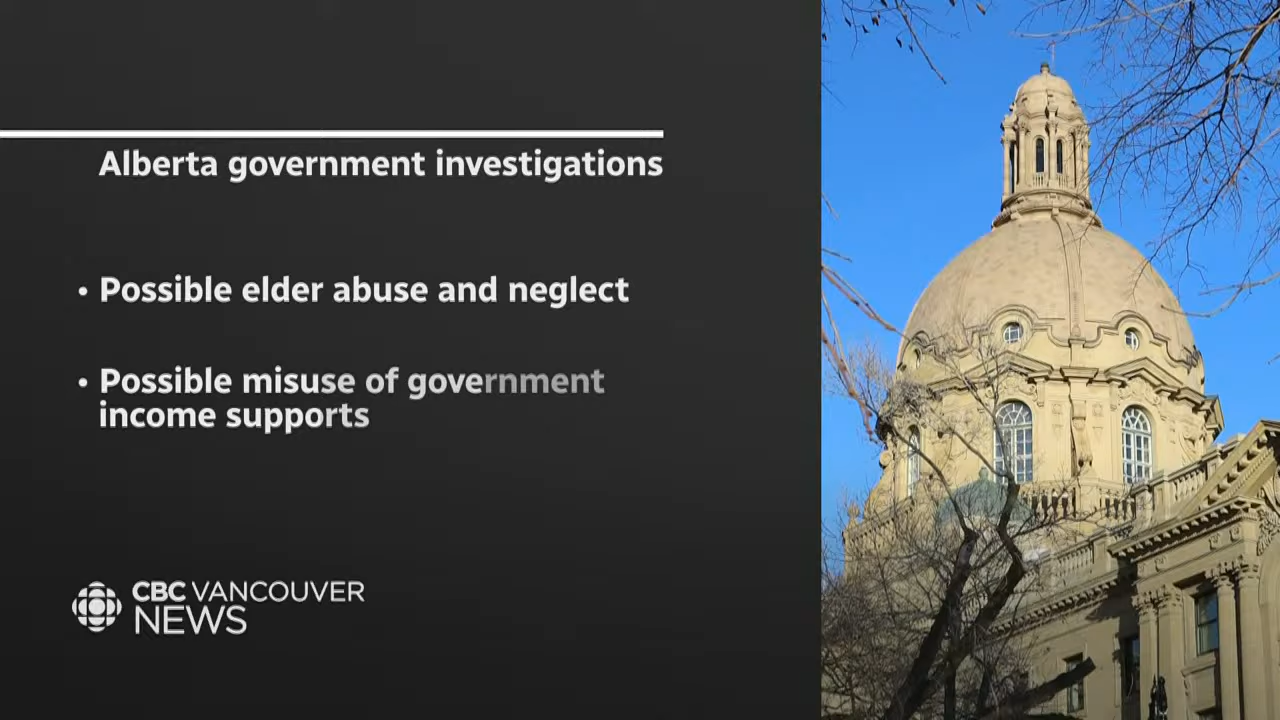 Alberta government investigations
• Possible elder abuse and neglect
• Possible misuse of government
income supports
CBC VANCOUVER
NEWS